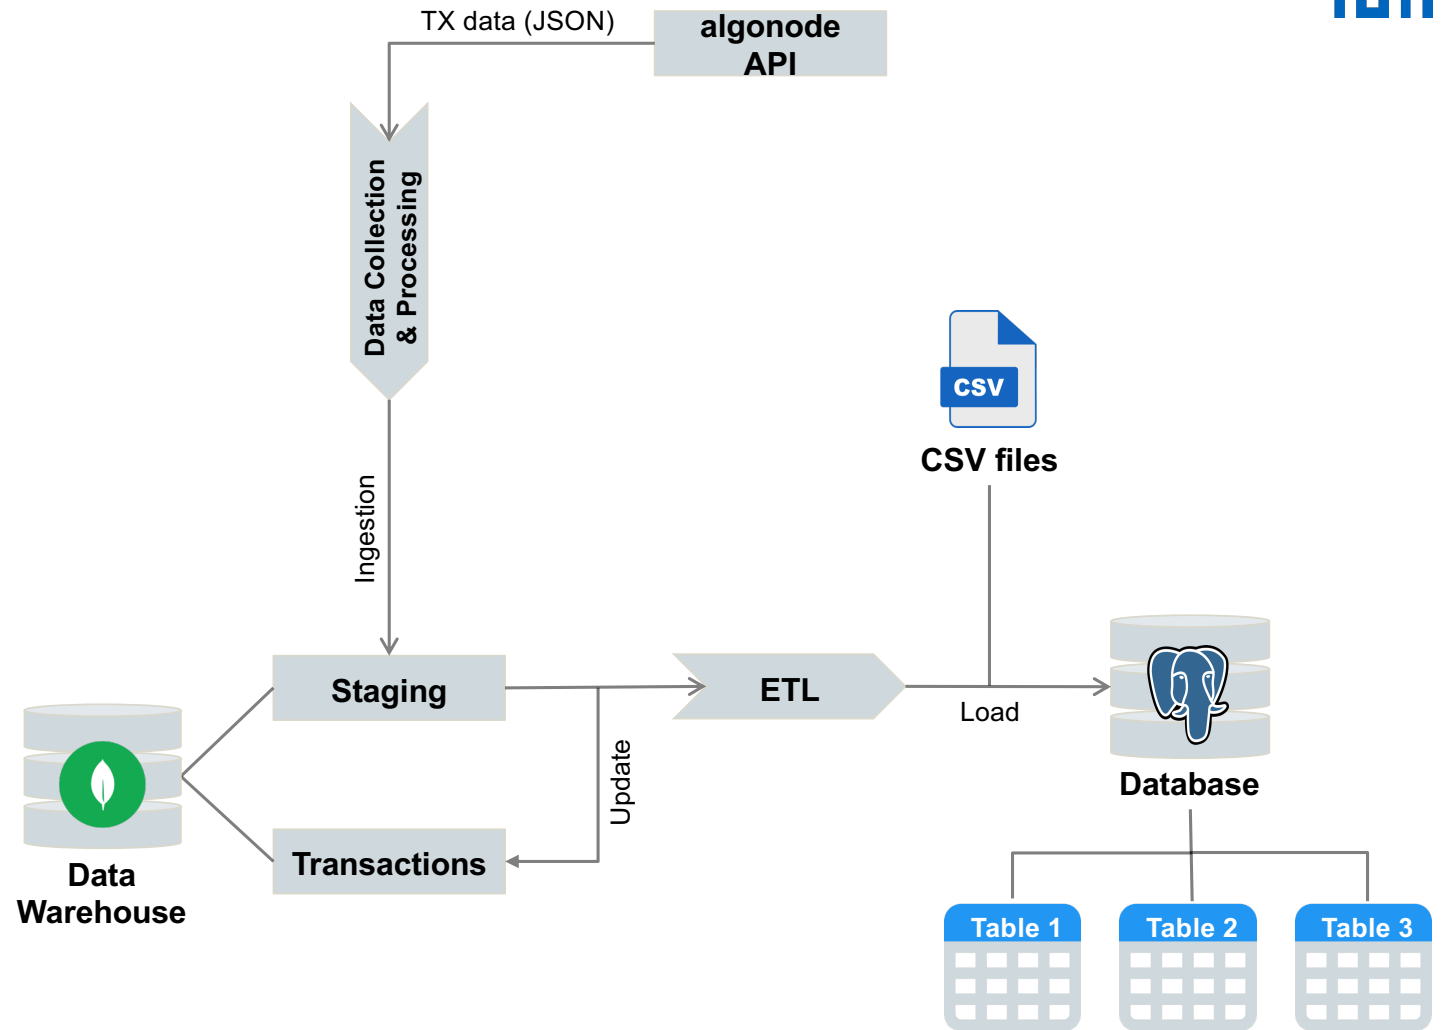 TX data (JSON)
algonode
API
Data Collection
& Processing
CSV
CSV files
Ingestion
Staging
ETL
Load
Update
Database
Transactions
Data
Warehouse
Table 1
Table 2
Table 3